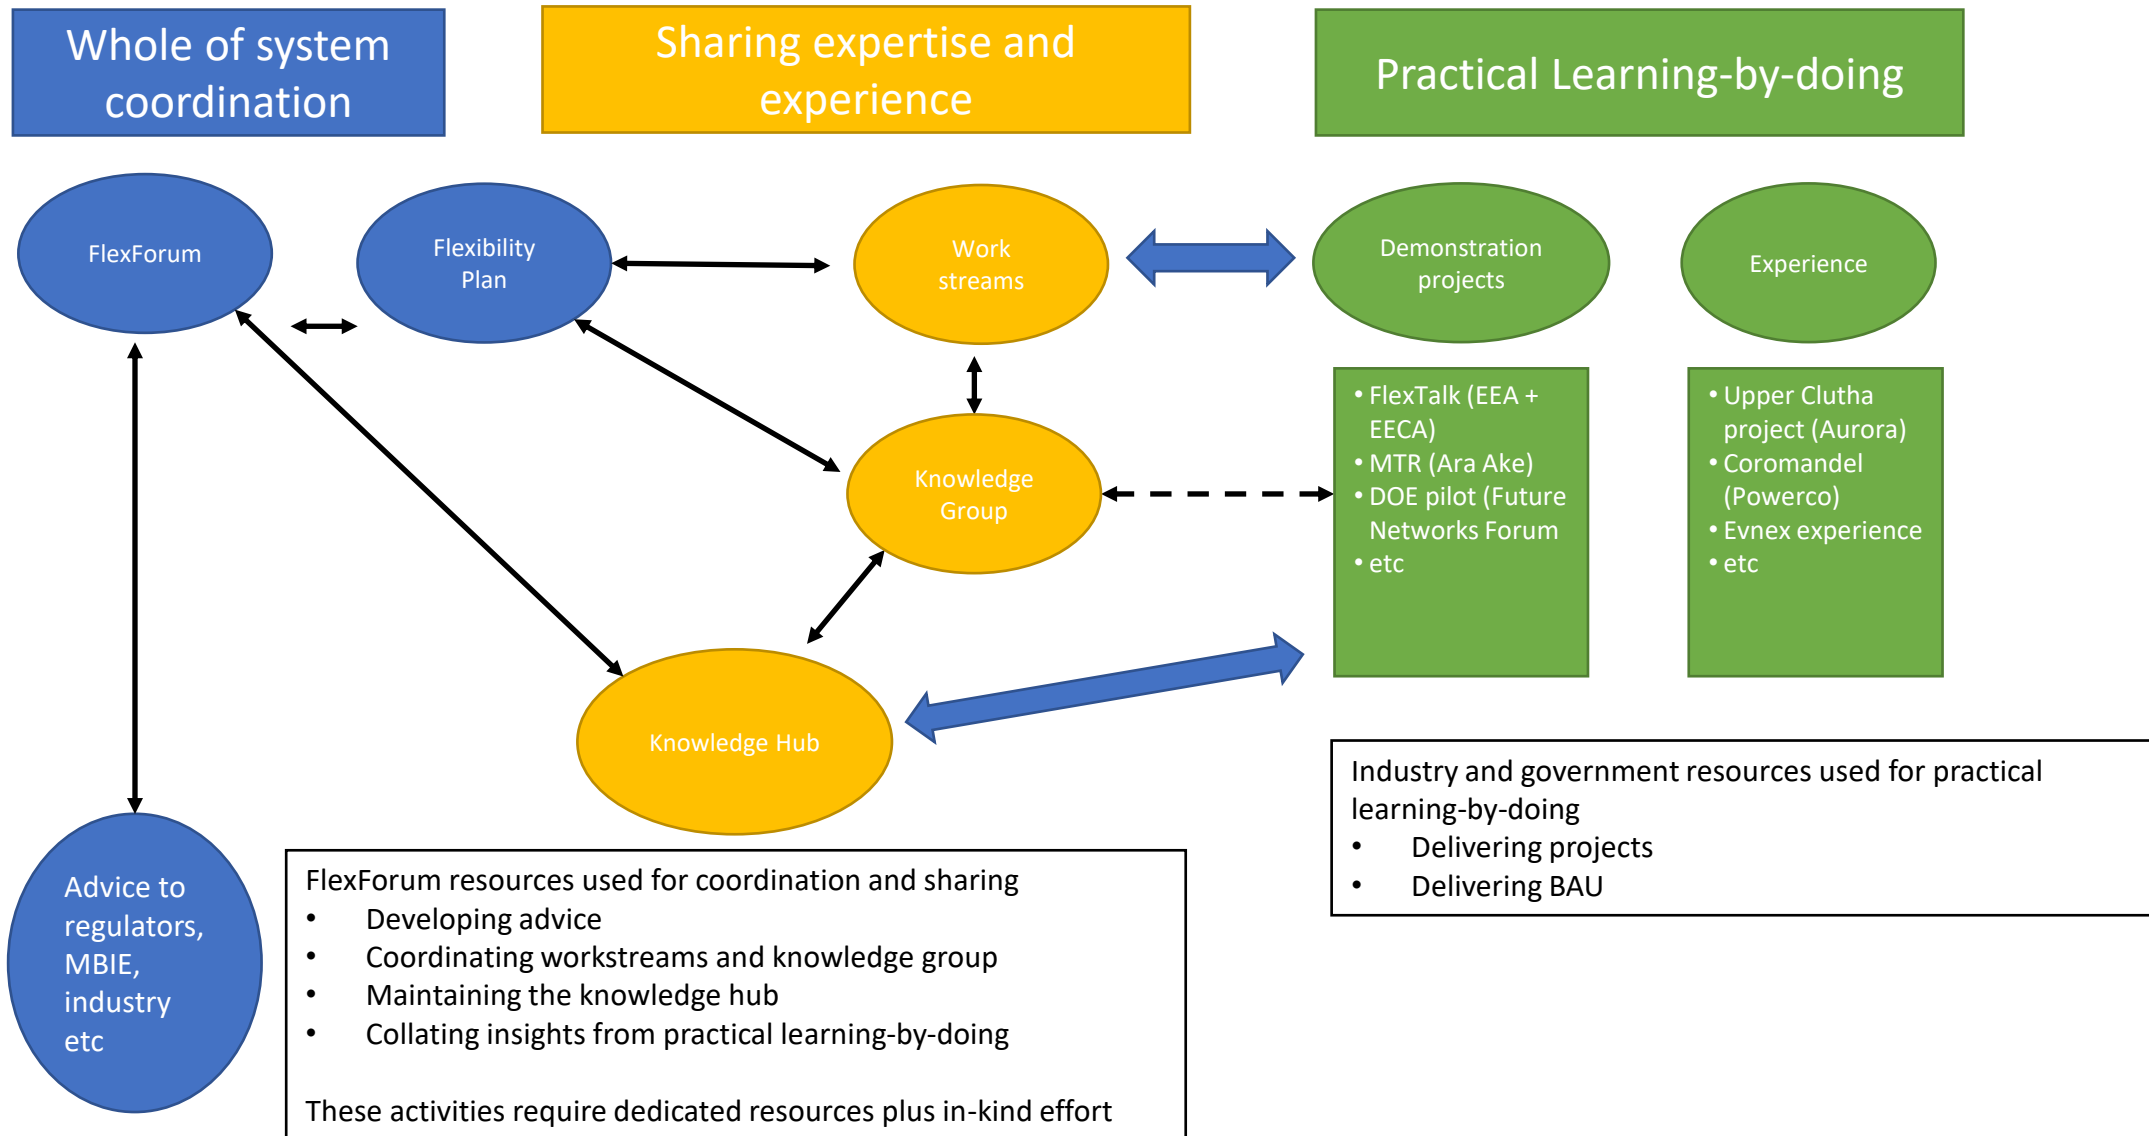 Whole of system
coordination
Sharing expertise and
experience
Practical Learning-by-doing
FlexForum
Flexibility
Plan
Work
streams
Demonstration
projects
Experience
• FlexTalk (EEA +
EECA)
• MTR (Ara Ake)
• DOE pilot (Future
Networks Forum
• etc
• Upper Clutha
project (Aurora)
• Coromandel
(Powerco)
• Evnex experience
• etc
Knowledge
Group
Knowledge Hub
Advice to
regulators,
MBIE,
industry
etc
FlexForum resources used for coordination and sharing
• Developing advice
• Coordinating workstreams and knowledge group
• Maintaining the knowledge hub
• Collating insights from practical learning-by-doing
These activities require dedicated resources plus in-kind effort
Industry and government resources used for practical
learning-by-doing
• Delivering projects
• Delivering BAU